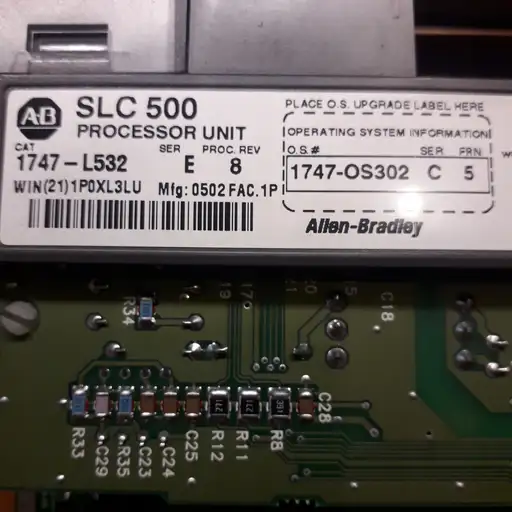 AB
SLC 500
PROCESSOR UNIT
PLACE O.S. UPGRADE LABEL HERE
OPERATING SYSTEM INFORMATION
CAT SER PROC. REV
1747-L532 E 8
O.S.# SER FRN
1747-OS302 C 5
WIN(21)1P0XL3LU Mfg: 0502 FAC.1P
Allen-Bradley
R34
C18
R33
C29
R35
C23
C24
C25
R12
R11
R8
C28